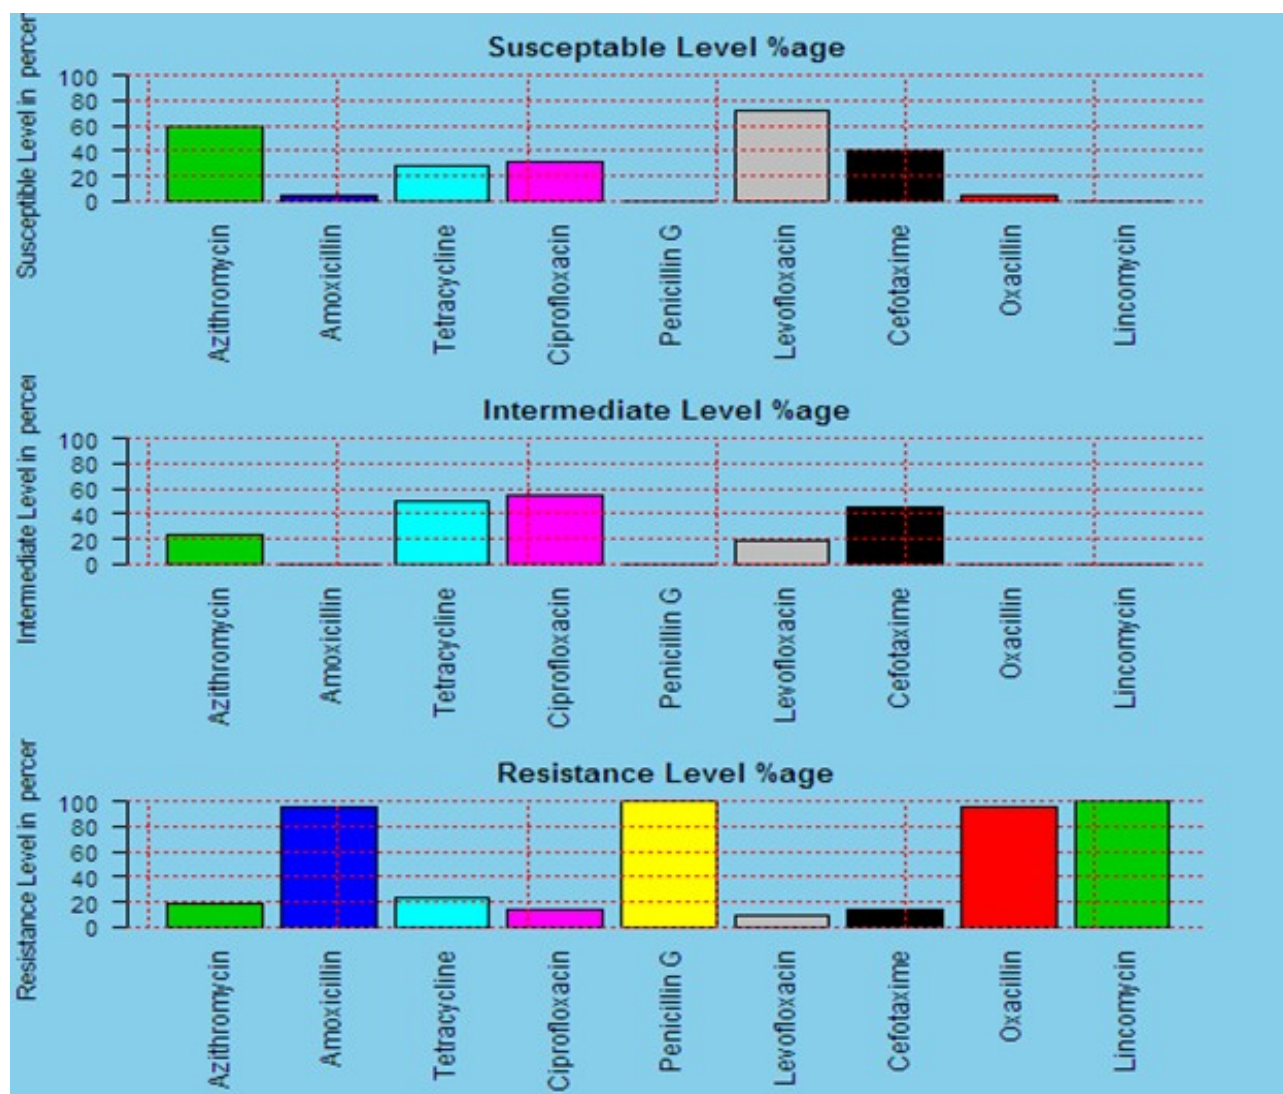 Susceptable Level %age
Susceptible Level in percer
100
80
60
40
20
0
Azithromycin
Amoxicillin
Tetracycline
Ciprofloxacin
Penicillin G
Levofloxacin
Cefotaxime
Oxacillin
Lincomycin
Intermediate Level %age
Intermediate Level in percer
100
80
60
40
20
0
Azithromycin
Amoxicillin
Tetracycline
Ciprofloxacin
Penicillin G
Levofloxacin
Cefotaxime
Oxacillin
Lincomycin
Resistance Level %age
Resistance Level in percer
100
80
60
40
20
0
Azithromycin
Amoxicillin
Tetracycline
Ciprofloxacin
Penicillin G
Levofloxacin
Cefotaxime
Oxacillin
Lincomycin